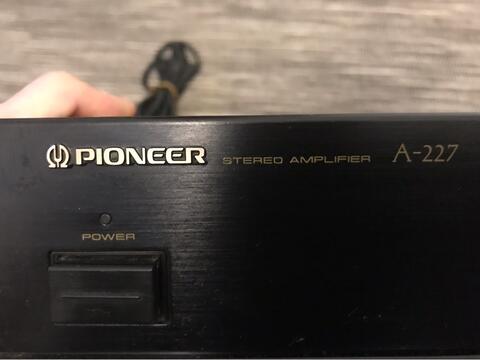 PIONEER STEREO AMPLIFIER A-227
POWER